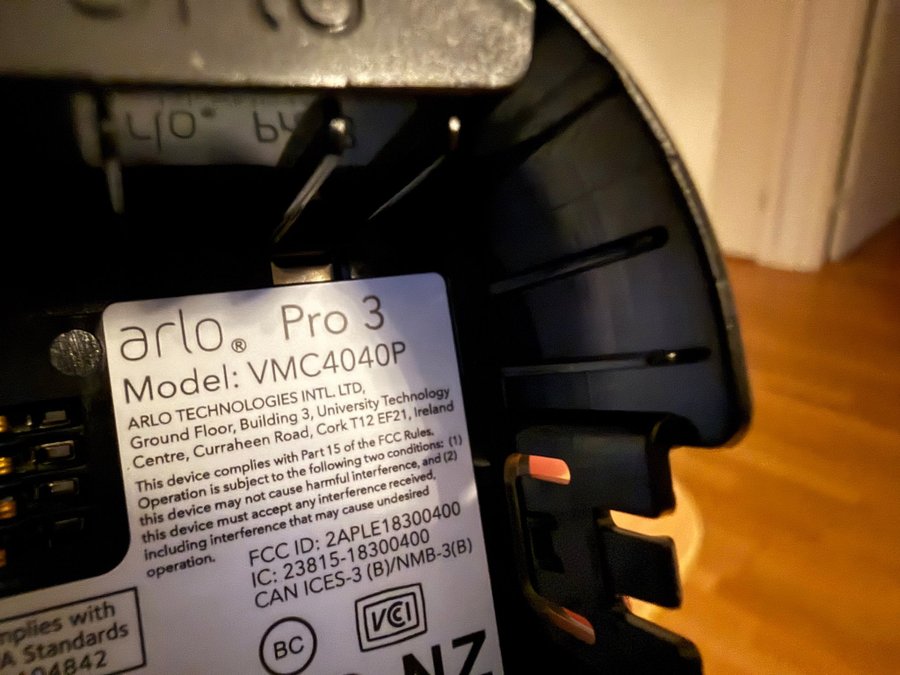 arlo® Pro 3
Model: VMC4040P
ARLO TECHNOLOGIES INTL. LTD,
Ground Floor, Building 3, University Technology
Centre, Curraheen Road, Cork T12 EF21, Ireland
This device complies with Part 15 of the FCC Rules.
Operation is subject to the following two conditions: (1)
this device may not cause harmful interference, and (2)
this device must accept any interference received,
including interference that may cause undesired
operation.
FCC ID: 2APLE18300400
IC: 23815-18300400
CAN ICES-3 (B)/NMB-3(B)
mplies with
A Standards
04842
BC
VCCI
NZ